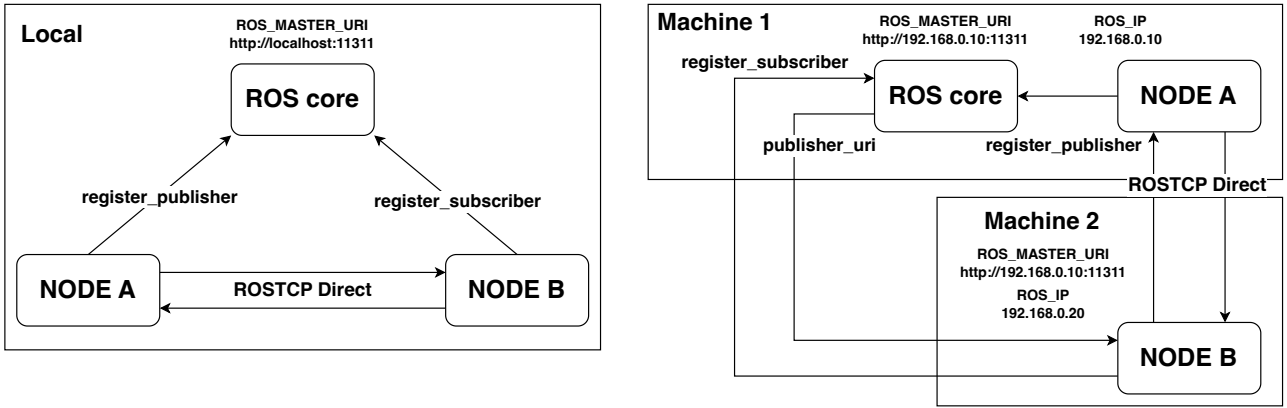 Local
ROS_MASTER_URI
http://localhost:11311
ROS core
register_publisher
register_subscriber
NODE A
ROSTCP Direct
NODE B
Machine 1
ROS_MASTER_URI
http://192.168.0.10:11311
ROS_IP
192.168.0.10
register_subscriber
ROS core
NODE A
publisher_uri
register_publisher
ROSTCP Direct
Machine 2
ROS_MASTER_URI
http://192.168.0.10:11311
ROS_IP
192.168.0.20
NODE B